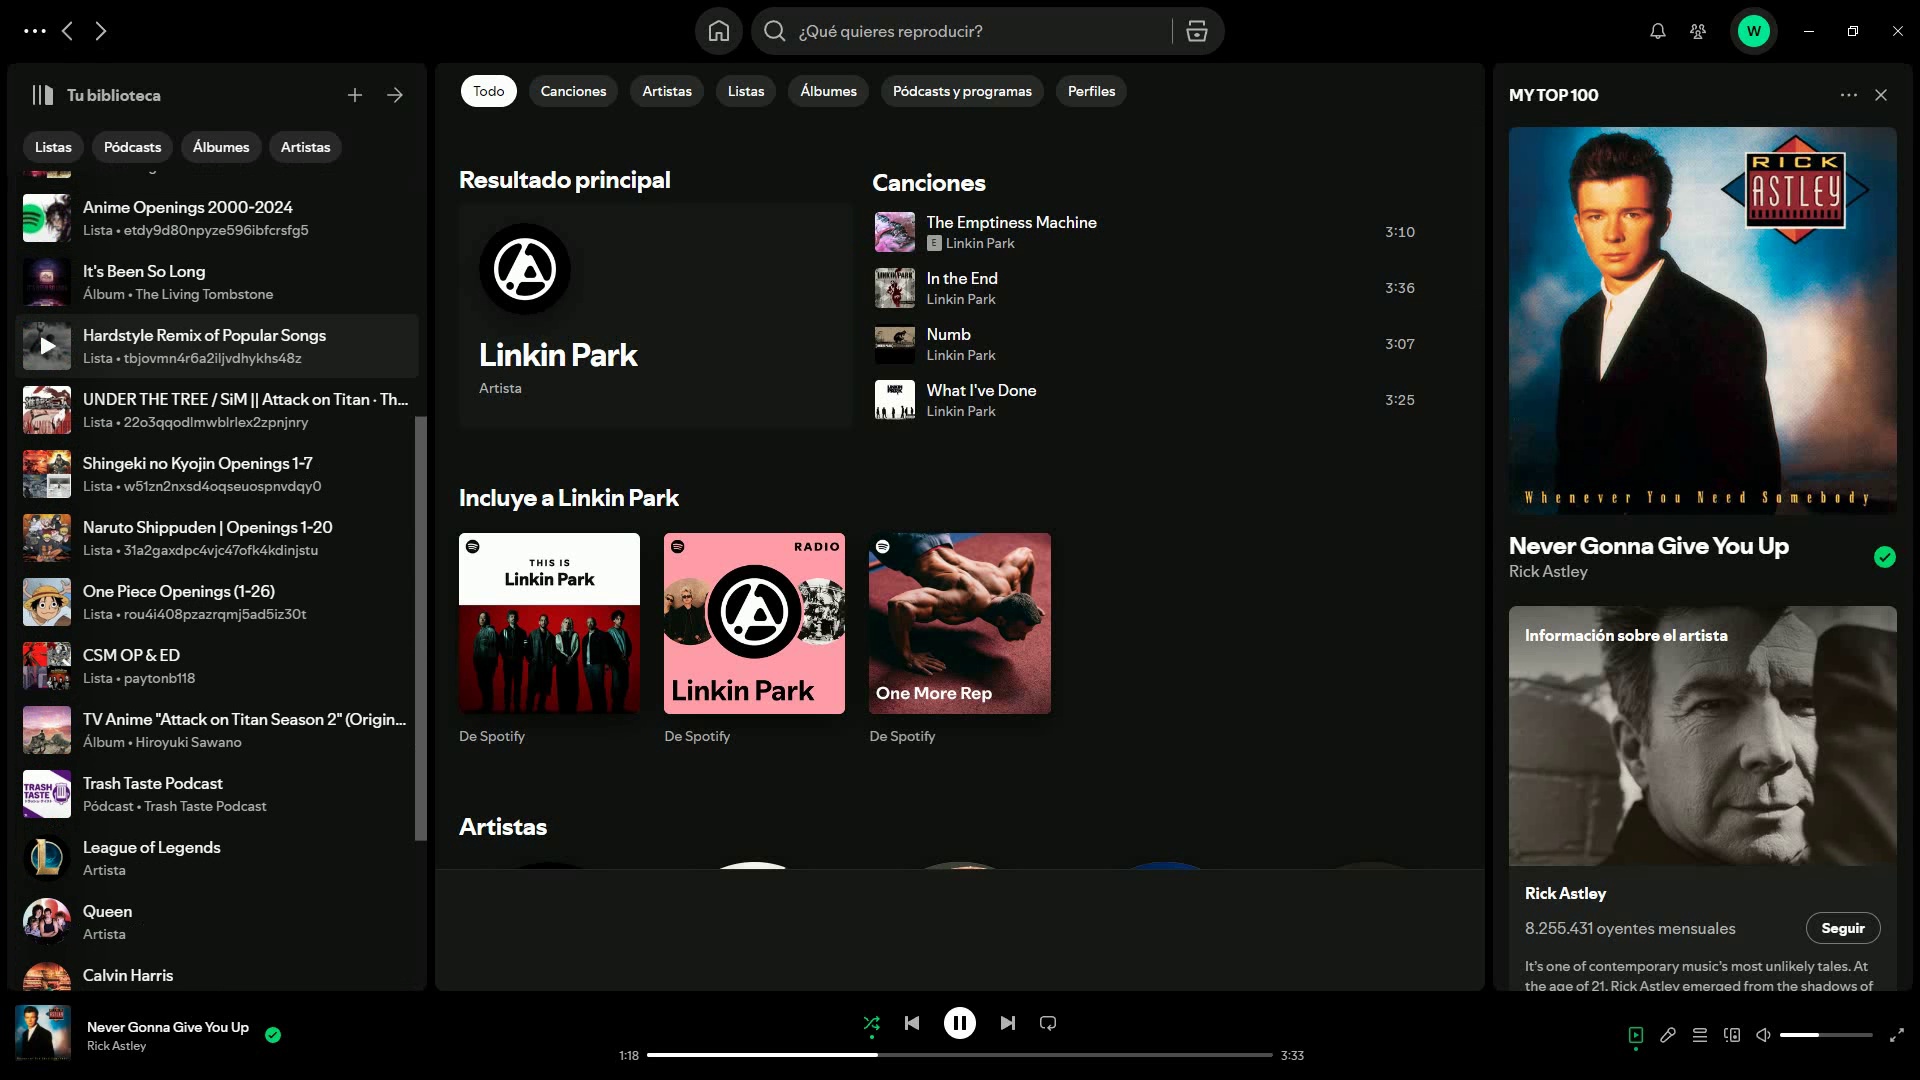 ¿Qué quieres reproducir?
W
Tu biblioteca
Listas
Pódcasts
Álbumes
Artistas
Anime Openings 2000-2024
Lista • etdy9d80npyze596ibfcrsfg5
It's Been So Long
Álbum • The Living Tombstone
Hardstyle Remix of Popular Songs
Lista • tbjovmn4r6a2iljvdhykhs48z
UNDER THE TREE / SiM || Attack on Titan · Th...
Lista • 22o3qqodlmwblrlex2zpnjnry
Shingeki no Kyojin Openings 1-7
Lista • w51zn2nxsd4oqseuospnvdqy0
Naruto Shippuden | Openings 1-20
Lista • 31a2gaxdpc4vjc47ofk4kdinjstu
One Piece Openings (1-26)
Lista • rou4i408pzazrqmj5ad5iz30t
CSM OP & ED
Lista • paytonb118
TV Anime "Attack on Titan Season 2" (Origin...
Álbum • Hiroyuki Sawano
TRASH TASTE
Trash Taste Podcast
Pódcast • Trash Taste Podcast
League of Legends
Artista
Queen
Artista
Calvin Harris
Todo
Canciones
Artistas
Listas
Álbumes
Pódcasts y programas
Perfiles
Resultado principal
Linkin Park
Artista
Canciones
The Emptiness Machine
E Linkin Park
3:10
In the End
Linkin Park
3:36
Numb
Linkin Park
3:07
What I've Done
Linkin Park
3:25
Incluye a Linkin Park
THIS IS
Linkin Park
De Spotify
RADIO
Linkin Park
De Spotify
One More Rep
De Spotify
Artistas
MY TOP 100
RICK
ASTLEY
Whenever You Need Somebody
Never Gonna Give You Up
Rick Astley
Información sobre el artista
Rick Astley
8.255.431 oyentes mensuales
Seguir
It's one of contemporary music's most unlikely tales. At
the age of 21, Rick Astley emerged from the shadows of
Never Gonna Give You Up
Rick Astley
1:18
3:33